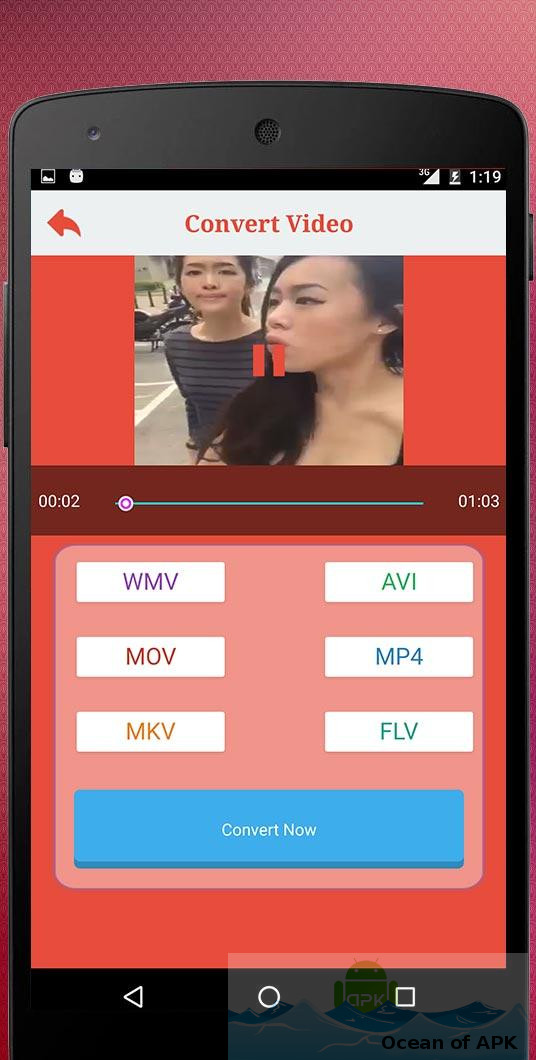 3G 1:19
Convert Video
00:02 01:03
WMV AVI
MOV MP4
MKV FLV
Convert Now
APK
Ocean of APK